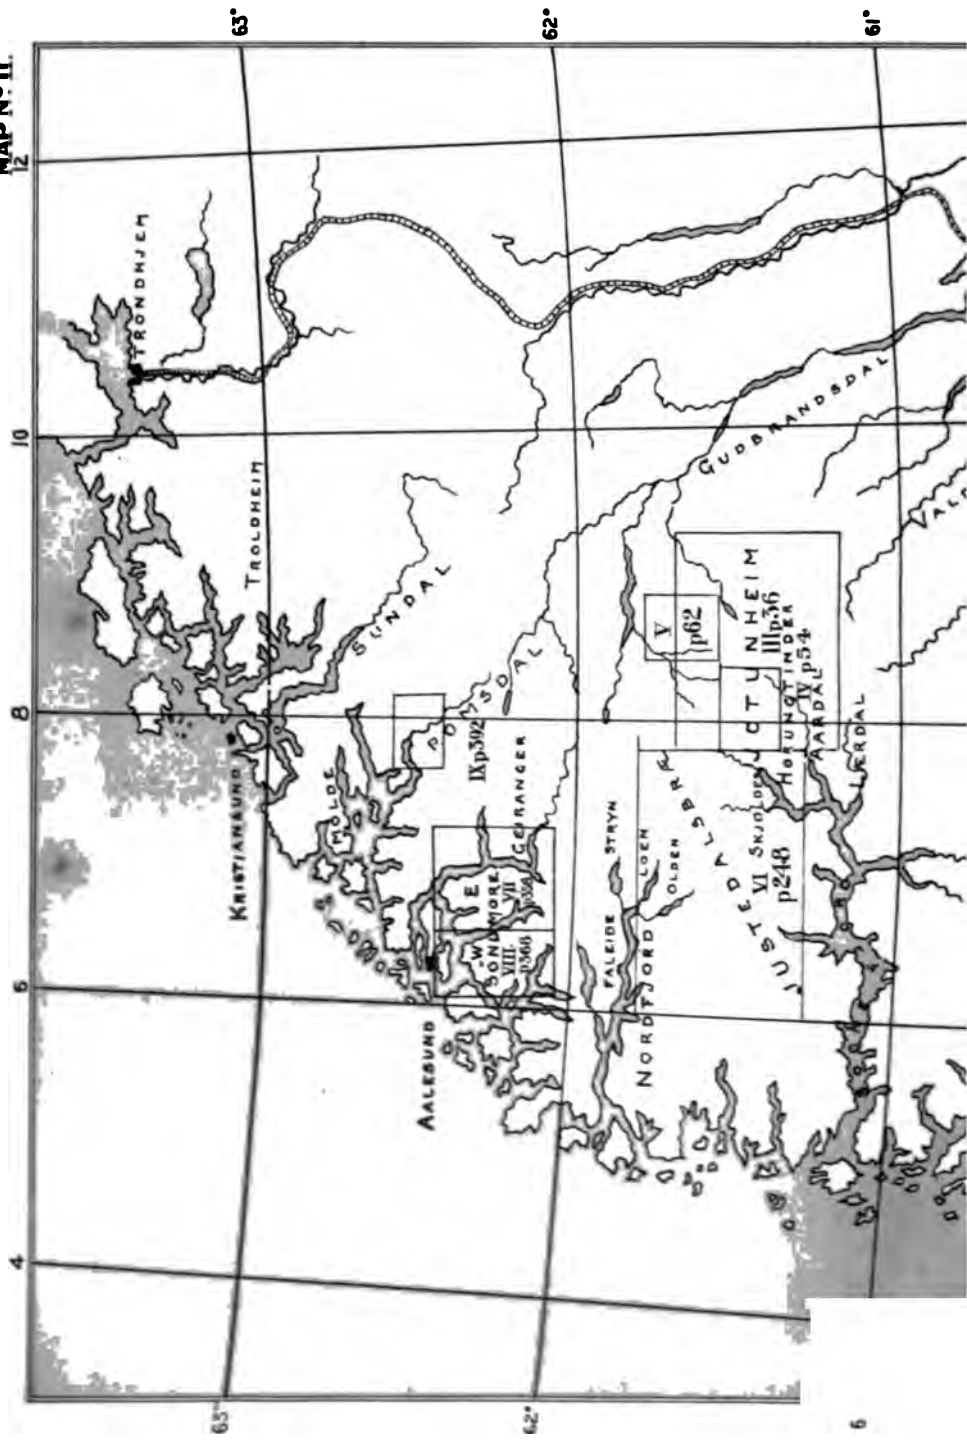 MAP No II.
63°
62°
61°
12
TRONDHJEM
10
TROLDHEIM
GUDBRANDSDAL
SUNDAL
8
ROMSDAL
IX p392
V
p62
JOTUNHEIM
III p36
HORUNGTINDER
IV p54
AARDAL
LÆRDAL
KRISTIANSUND
MOLDE
GEIRANGER
STRYN
LOEN
OLDEN
FALEIDE
SKJOLDEN
VI
p248
JUSTEDALSBRÆ
W E
SONDMORE
VIII
p368
VII
6
NORDFJORD
AALESUND
4
63°
62°
6